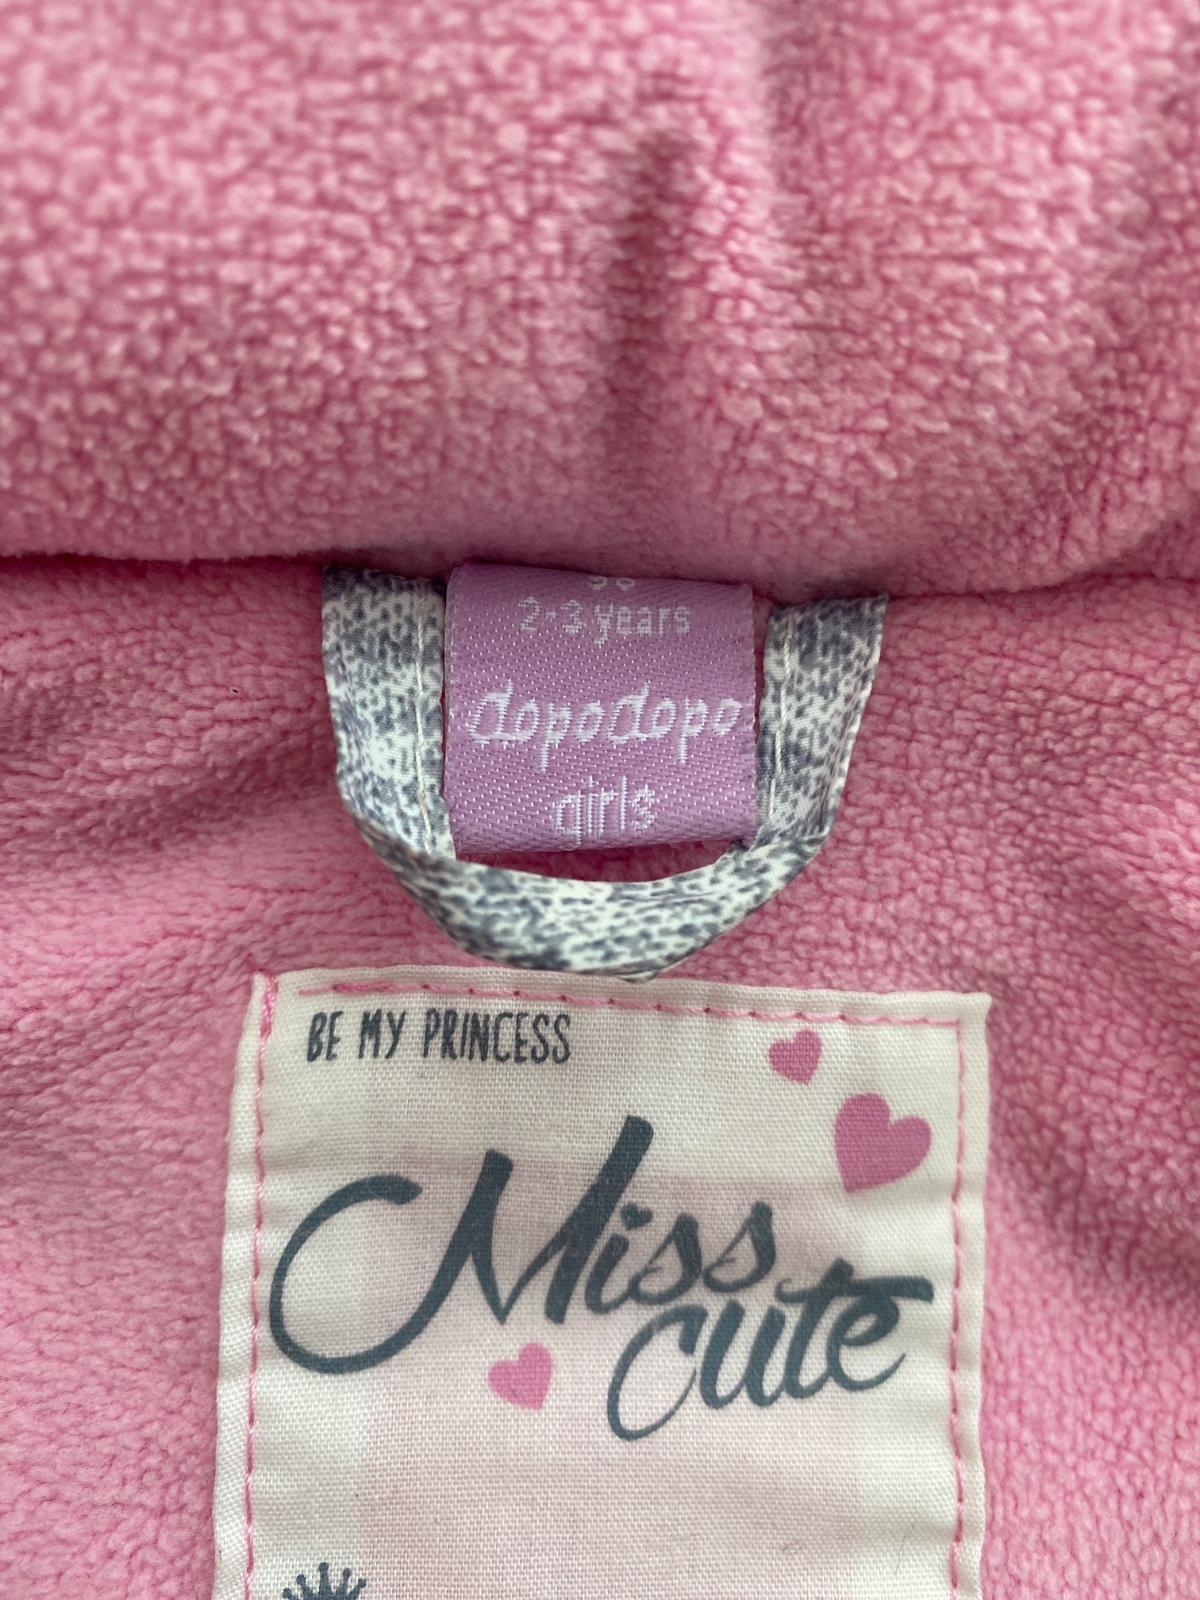 2-3 years
dopodopo
girls
BE MY PRINCESS
Miss
cute